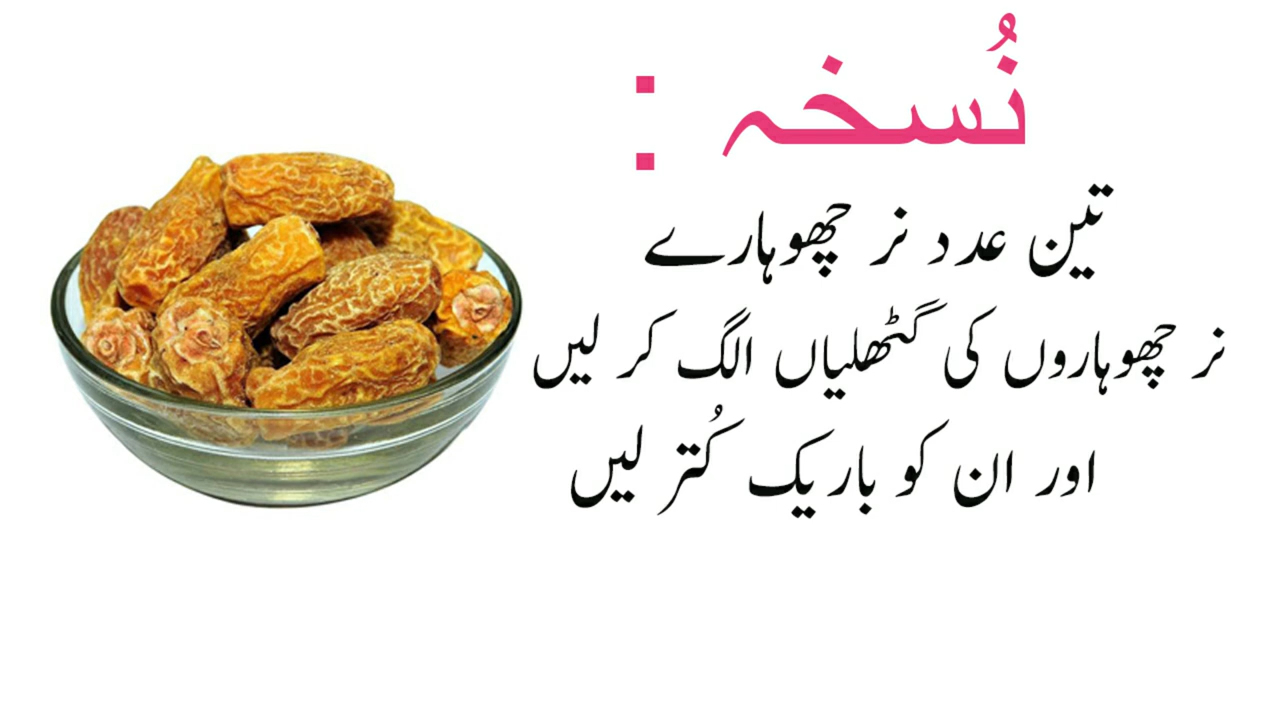 نُسخہ :
تین عدد نر چھوہارے
نر چھوہاروں کی گٹھلیاں الگ کر لیں
اور ان کو باریک کُتر لیں